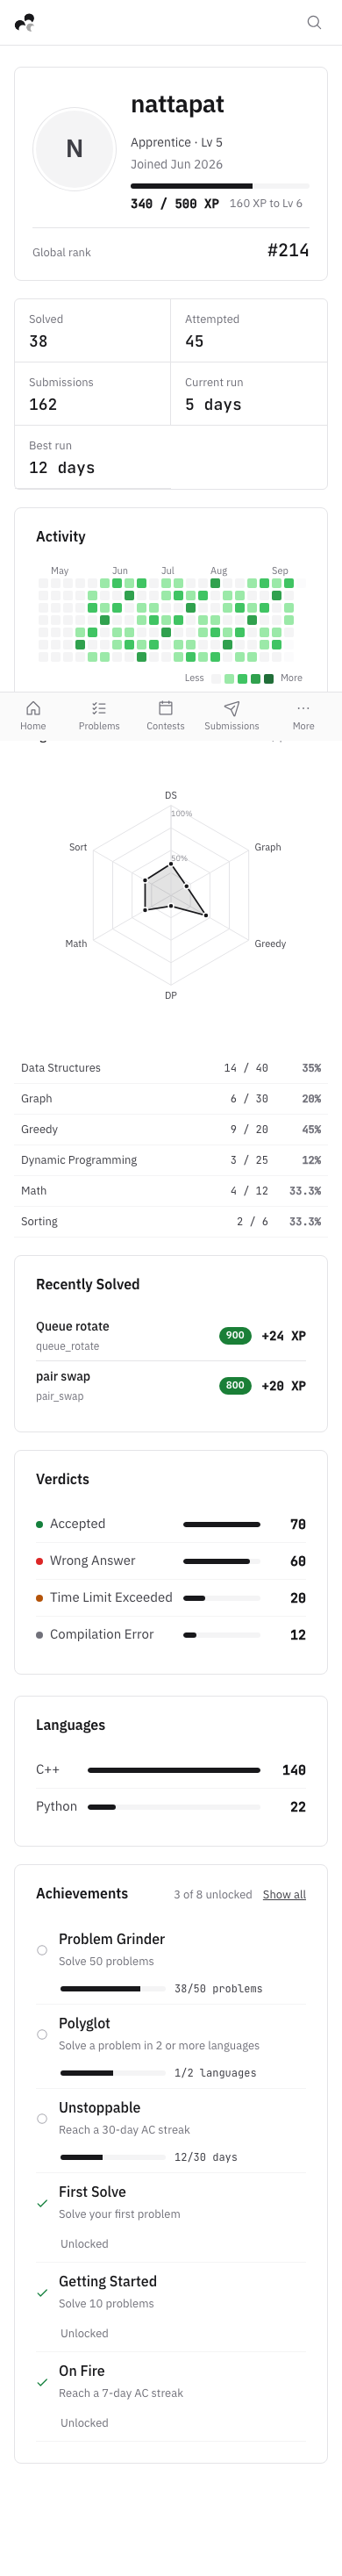 nattapat
N
Apprentice · Lv 5
Joined Jun 2026
340 / 500 XP 160 XP to Lv 6
Global rank #214
Solved
38
Attempted
45
Submissions
162
Current run
5 days
Best run
12 days
Activity
May Jun Jul Aug Sep
Less More
Home Problems Contests Submissions More
DS
100%
50%
Sort Graph
Math Greedy
DP
Data Structures 14 / 40 35%
Graph 6 / 30 20%
Greedy 9 / 20 45%
Dynamic Programming 3 / 25 12%
Math 4 / 12 33.3%
Sorting 2 / 6 33.3%
Recently Solved
Queue rotate
queue_rotate
900 +24 XP
pair swap
pair_swap
800 +20 XP
Verdicts
Accepted 70
Wrong Answer 60
Time Limit Exceeded 20
Compilation Error 12
Languages
C++ 140
Python 22
Achievements 3 of 8 unlocked Show all
Problem Grinder
Solve 50 problems
38/50 problems
Polyglot
Solve a problem in 2 or more languages
1/2 languages
Unstoppable
Reach a 30-day AC streak
12/30 days
First Solve
Solve your first problem
Unlocked
Getting Started
Solve 10 problems
Unlocked
On Fire
Reach a 7-day AC streak
Unlocked